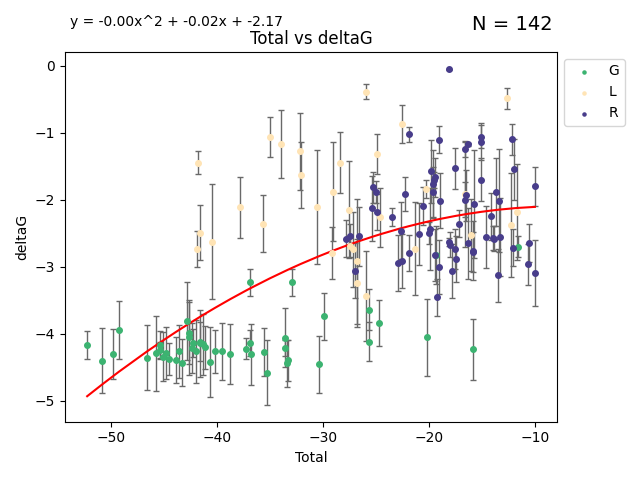 y = -0.00x^2 + -0.02x + -2.17
N = 142
Total vs deltaG
G
L
R
deltaG
0
−1
−2
−3
−4
−5
−50
−40
−30
−20
−10
Total